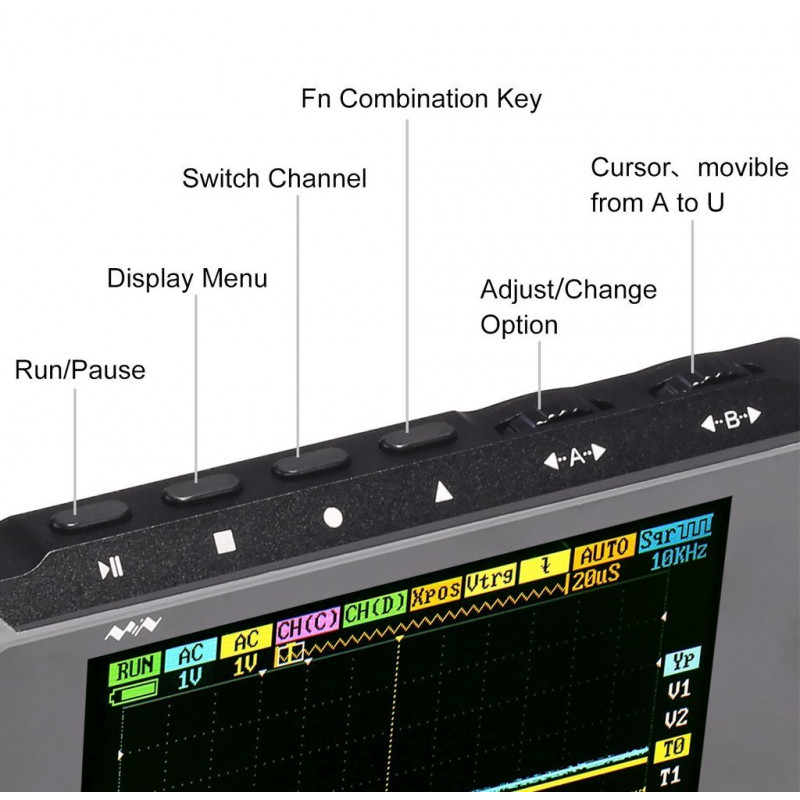 Fn Combination Key
Cursor、movible
from A to U
Switch Channel
Display Menu
Adjust/Change
Option
Run/Pause
A
B
RUN
AC
1V
AC
1V
CH(C)
CH(D)
Xpos
Vtrg
AUTO
20uS
Sqr
10KHz
Yp
V1
V2
T0
T1